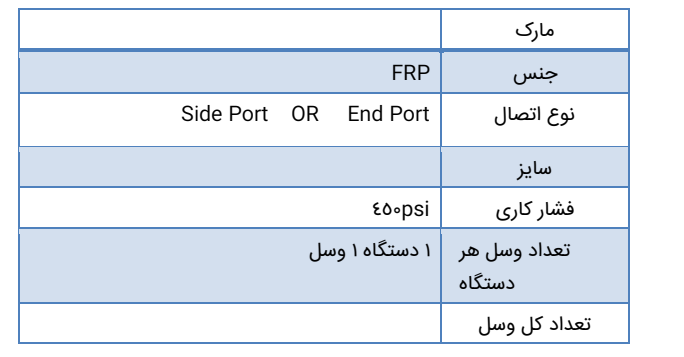 مارک
جنس FRP
نوع اتصال Side Port OR End Port
سایز
فشار کاری ٤٥٠psi
تعداد وسل هر دستگاه ۱ دستگاه ۱ وسل
تعداد کل وسل